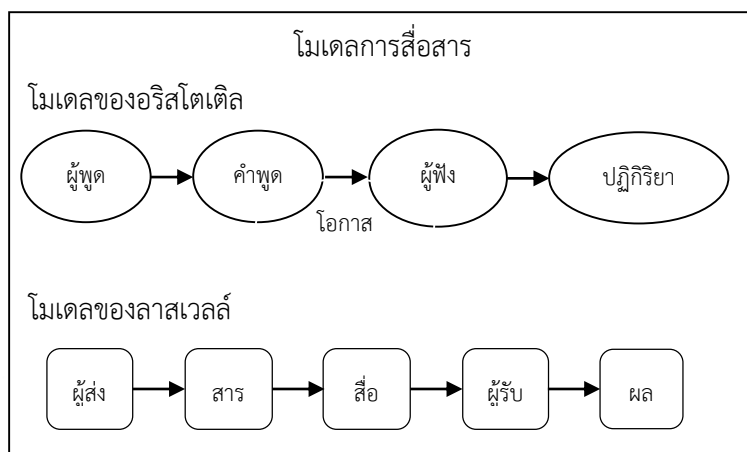 โมเดลการสื่อสาร
โมเดลของอริสโตเติล
ผู้พูด คำพูด ผู้ฟัง ปฏิกิริยา
โอกาส
โมเดลของลาสเวลล์
ผู้ส่ง สาร สื่อ ผู้รับ ผล